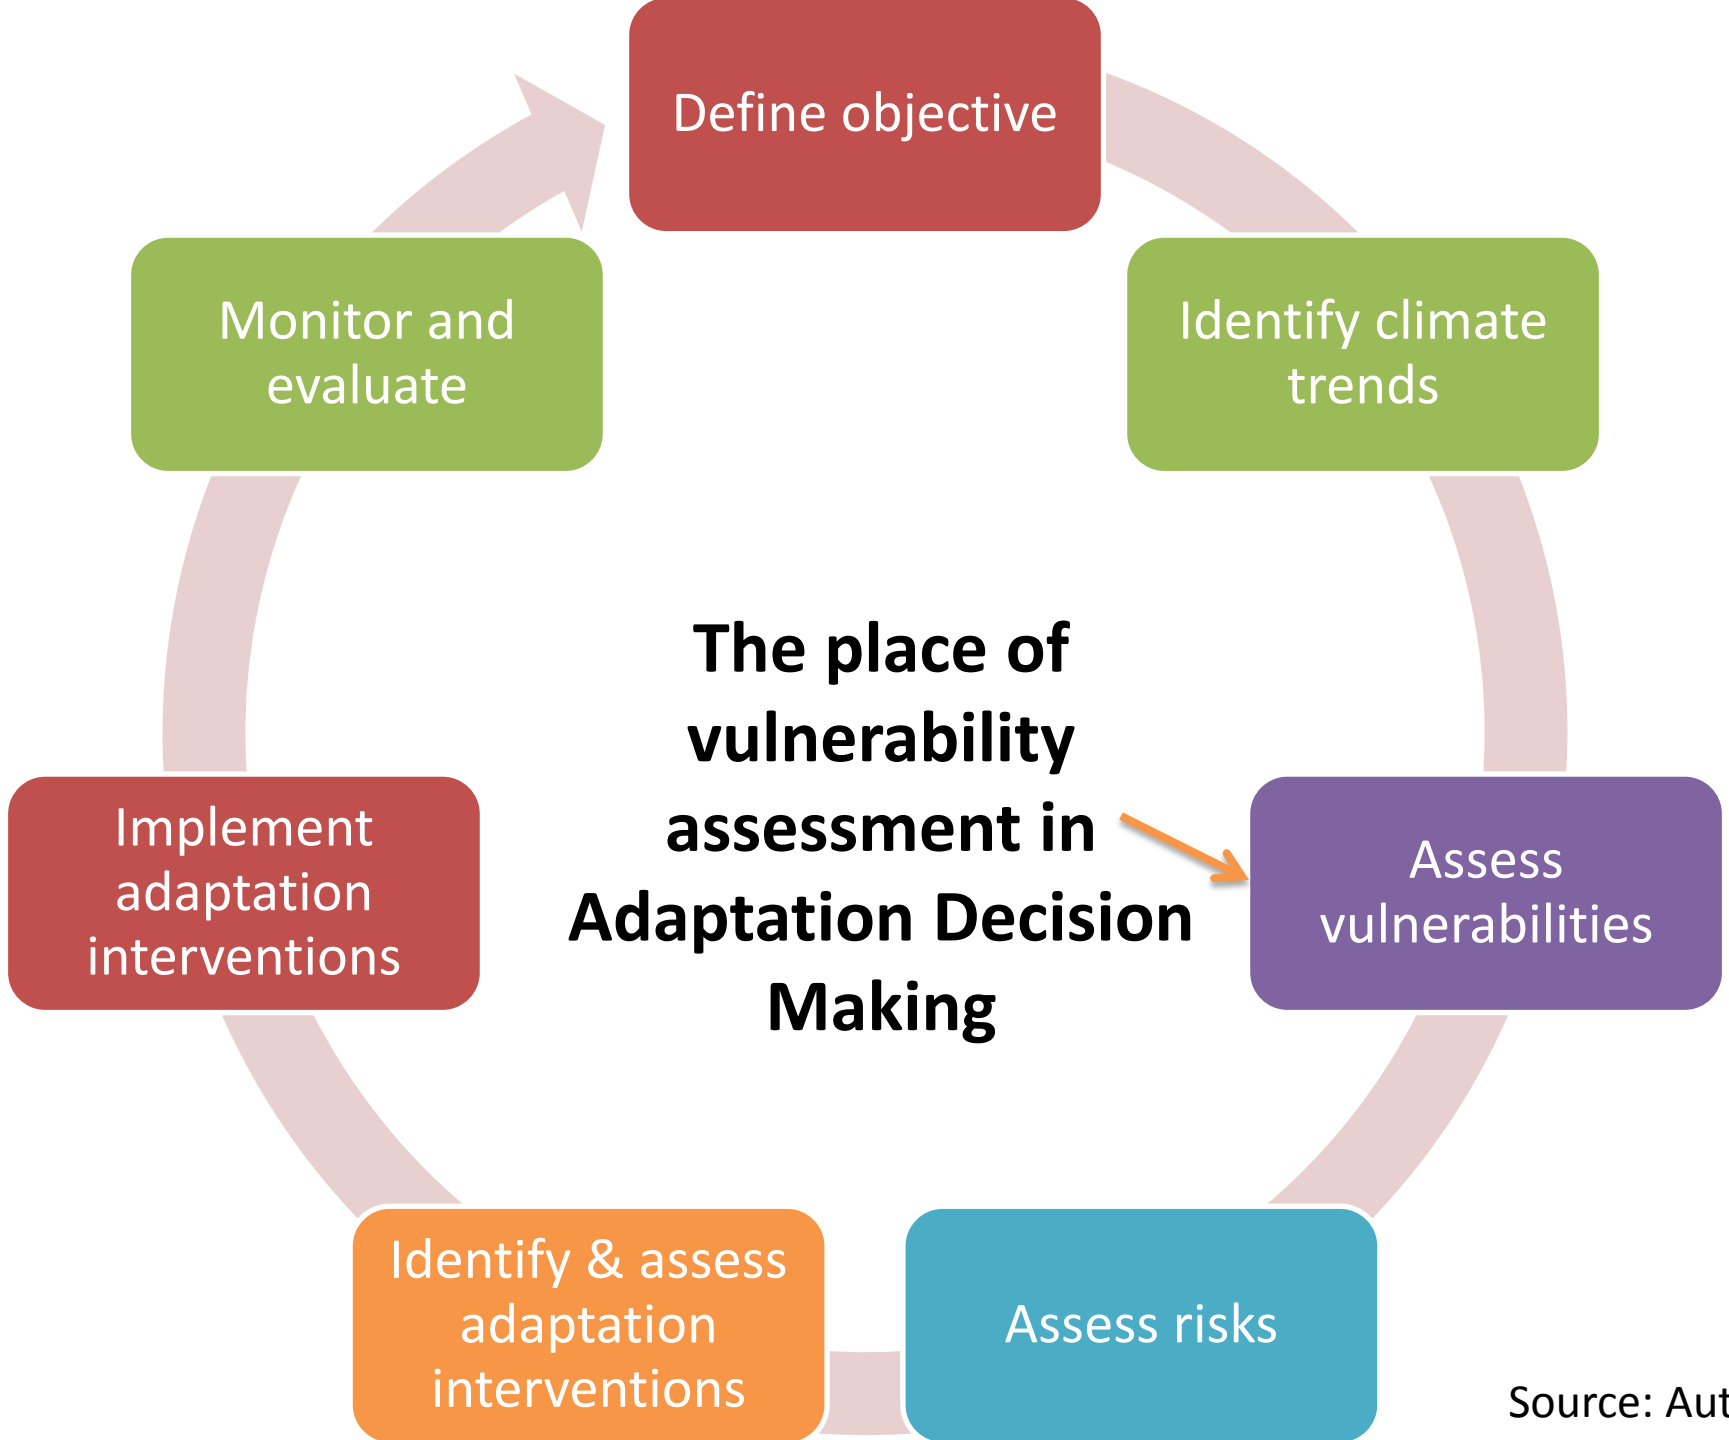 Define objective
Identify climate
trends
Assess
vulnerabilities
Assess risks
Identify & assess
adaptation
interventions
Implement
adaptation
interventions
Monitor and
evaluate
The place of
vulnerability
assessment in
Adaptation Decision
Making
Source: